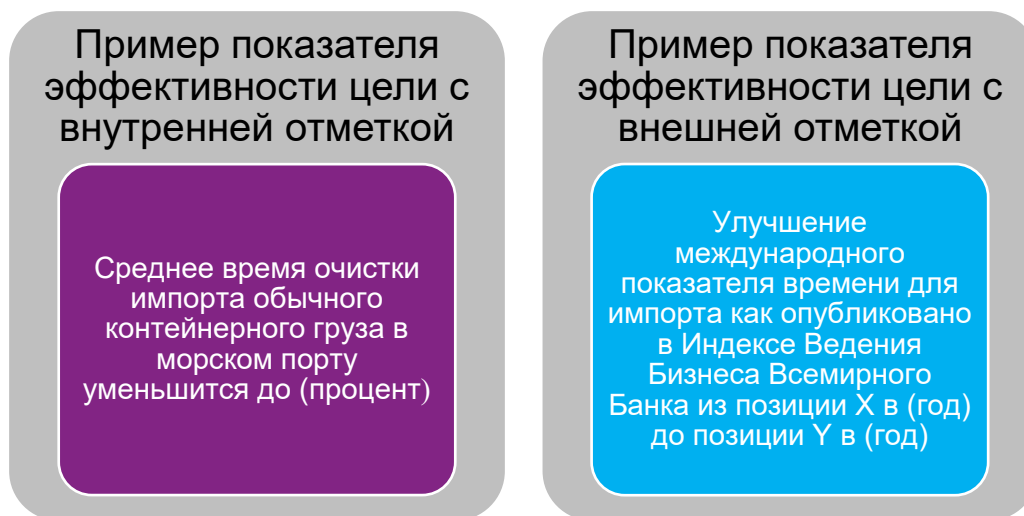 Пример показателя
эффективности цели с
внутренней отметкой
Среднее время очистки
импорта обычного
контейнерного груза в
морском порту
уменьшится до (процент)
Пример показателя
эффективности цели с
внешней отметкой
Улучшение
международного
показателя времени для
импорта как опубликовано
в Индексе Ведения
Бизнеса Всемирного
Банка из позиции X в (год)
до позиции Y в (год)